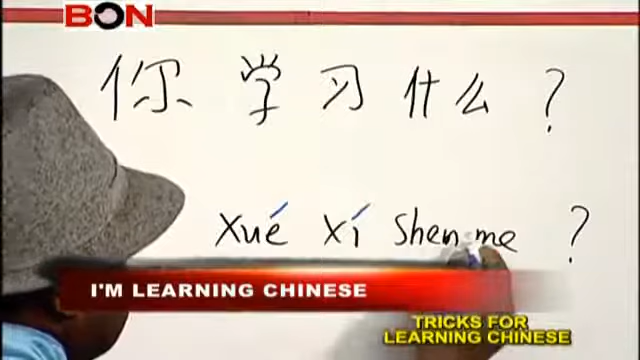 BON
你 学 习 什 么 ?
xué xí shen me ?
I'M LEARNING CHINESE
TRICKS FOR
LEARNING CHINESE